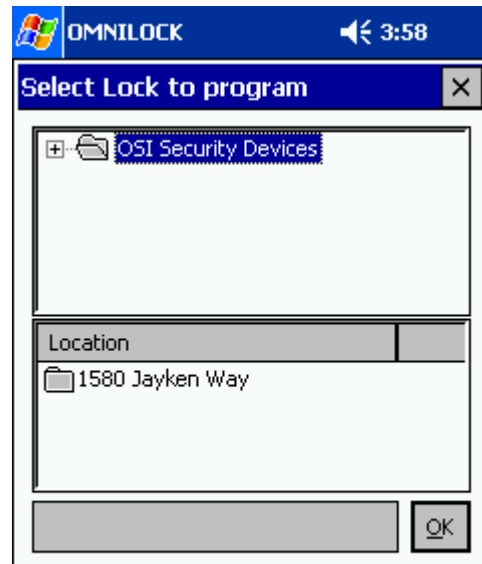 OMNILOCK 3:58
Select Lock to program
OSI Security Devices
Location
1580 Jayken Way
OK